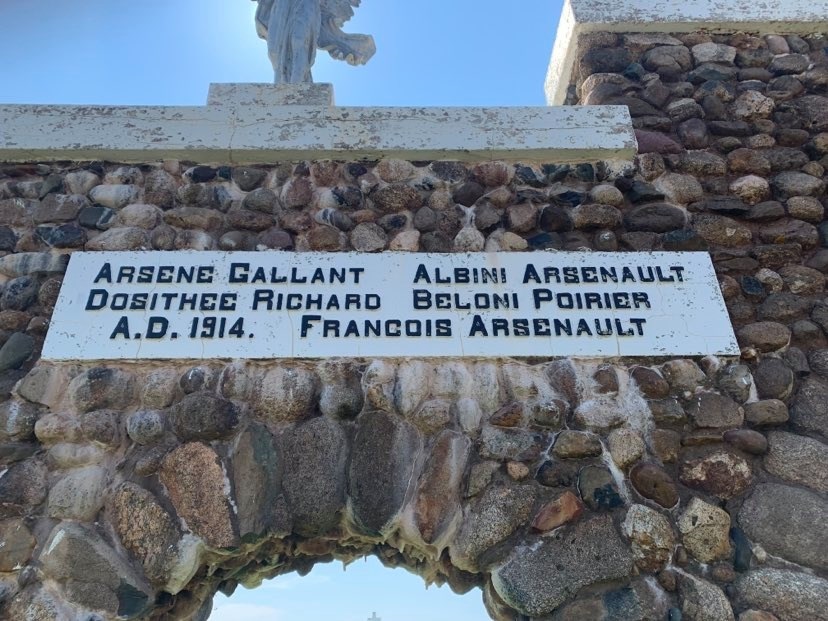 ARSENE GALLANT ALBINI ARSENAULT
DOSITHEE RICHARD BELONI POIRIER
A.D. 1914. FRANCOIS ARSENAULT